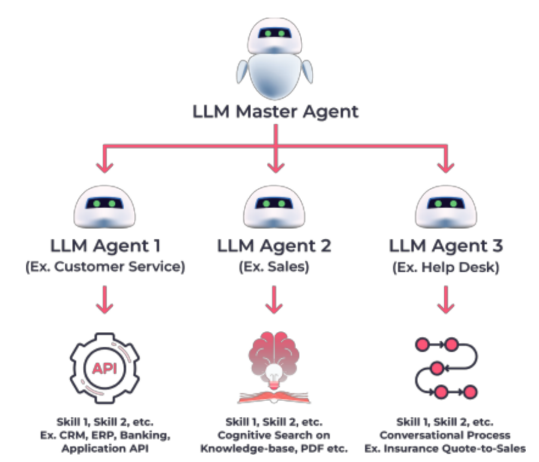 LLM Master Agent
LLM Agent 1
(Ex. Customer Service)
LLM Agent 2
(Ex. Sales)
LLM Agent 3
(Ex. Help Desk)
API
Skill 1, Skill 2, etc.
Ex. CRM, ERP, Banking,
Application API
Skill 1, Skill 2, etc.
Cognitive Search on
Knowledge-base, PDF etc.
Skill 1, Skill 2, etc.
Conversational Process
Ex. Insurance Quote-to-Sales